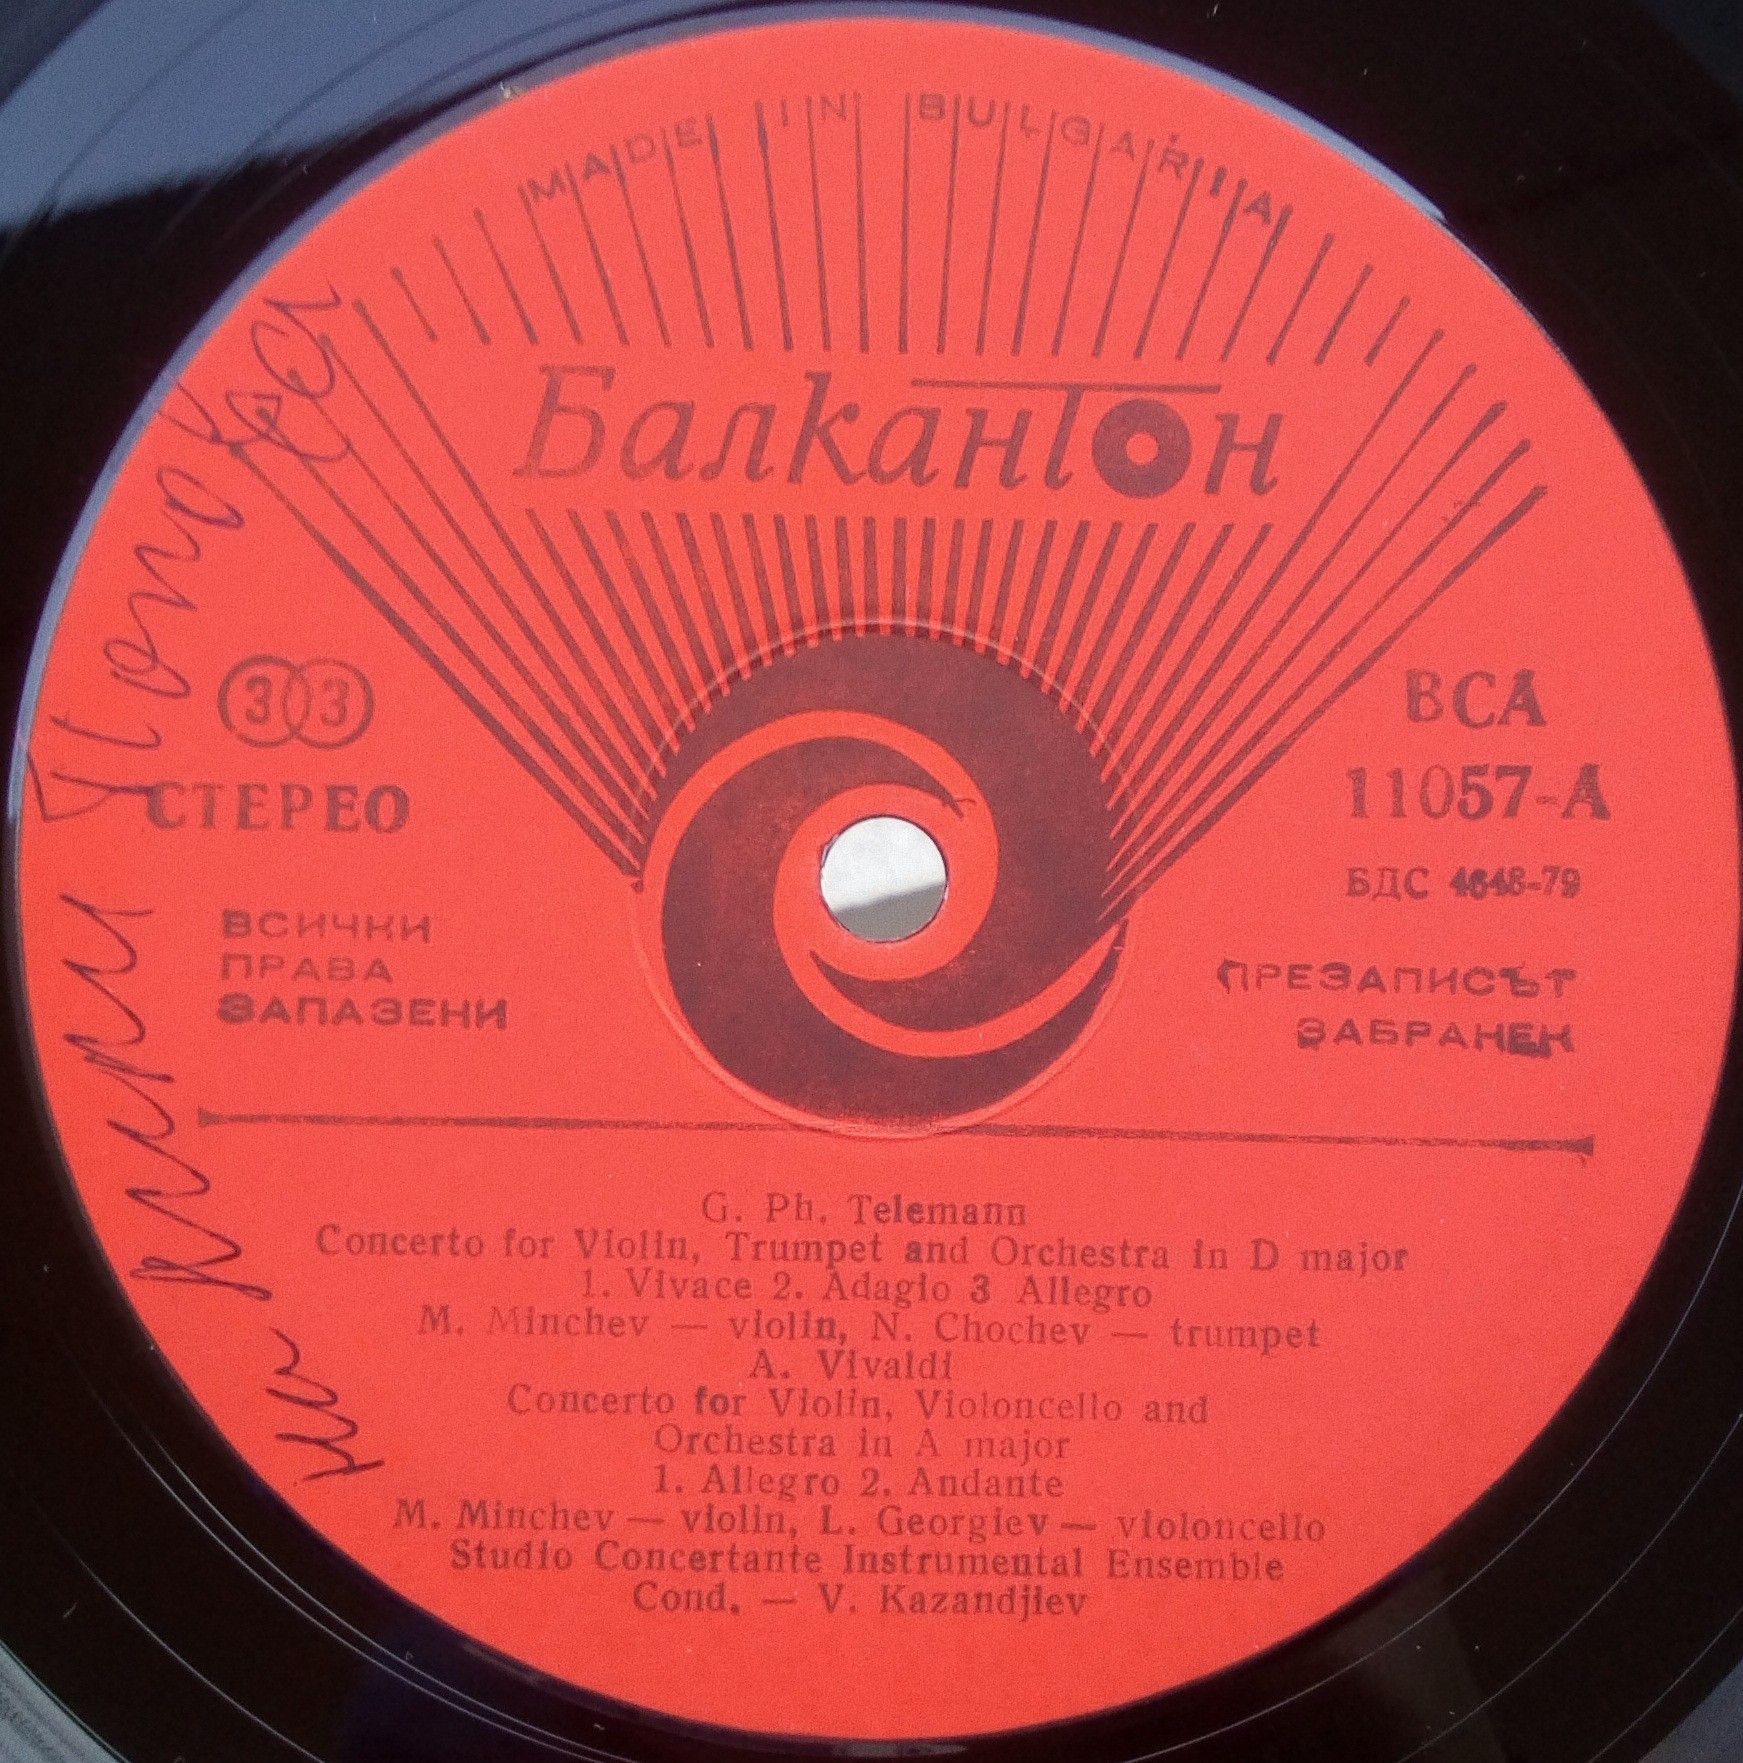 MADE IN BULGARIA
Балкантон
33
СТЕРЕО
ВСА
11057-А
БДС 4648-79
ВСИЧКИ
ПРАВА
ЗАПАЗЕНИ
ПРЕЗАПИСЪТ
ЗАБРАНЕН
G. Ph. Telemann
Concerto for Violin, Trumpet and Orchestra in D major
1. Vivace 2. Adagio 3 Allegro
M. Minchev — violin, N. Chochev — trumpet
A. Vivaldi
Concerto for Violin, Violoncello and
Orchestra in A major
1. Allegro 2. Andante
M. Minchev — violin, L. Georgiev — violoncello
Studio Concertante Instrumental Ensemble
Cond. — V. Kazandjiev
на Попова